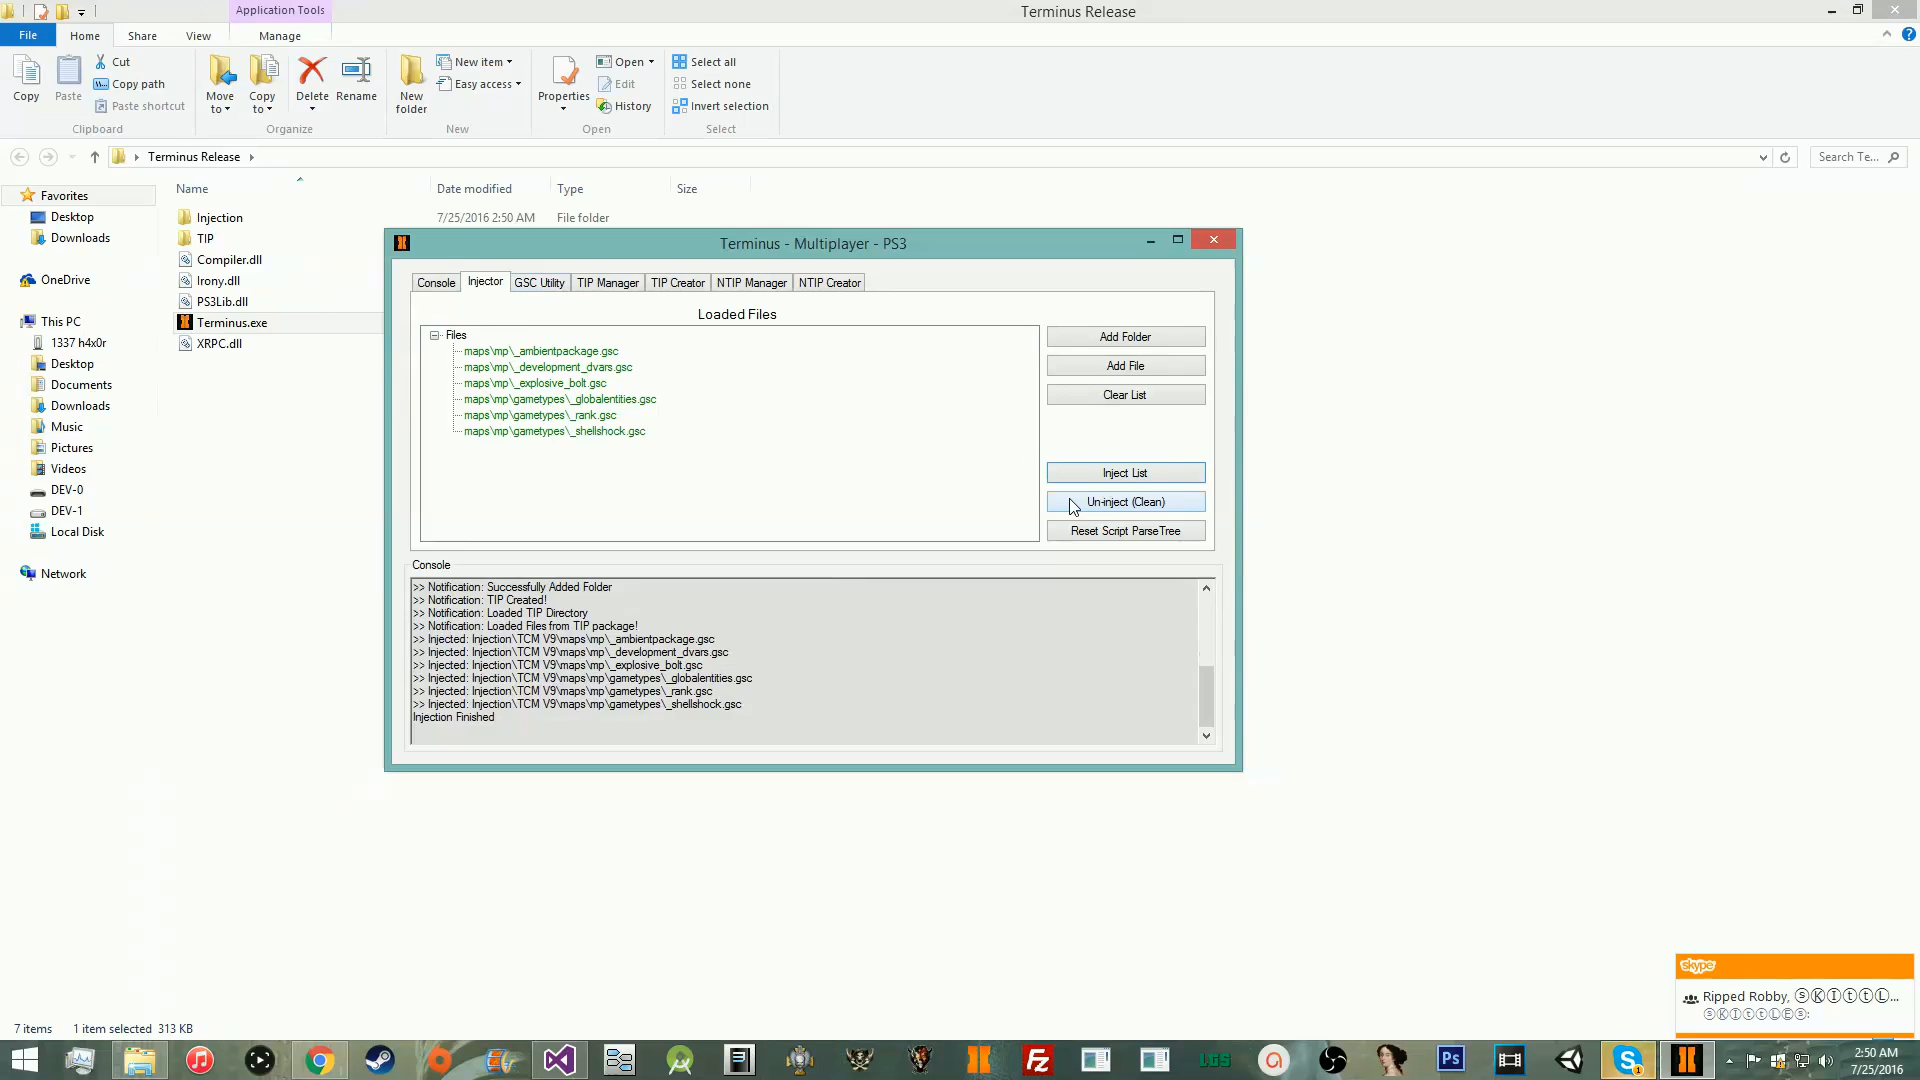 Application Tools
Terminus Release
File
Home
Share
View
Manage
Copy
Paste
Cut
Copy path
Paste shortcut
Clipboard
Move to
Copy to
Delete
Rename
Organize
New folder
New item
Easy access
New
Properties
Open
Edit
History
Open
Select all
Select none
Invert selection
Select
Terminus Release
Search Te...
Name
Date modified
Type
Size
Favorites
Desktop
Downloads
OneDrive
This PC
1337 h4x0r
Desktop
Documents
Downloads
Music
Pictures
Videos
DEV-0
DEV-1
Local Disk
Network
Injection
7/25/2016 2:50 AM
File folder
TIP
Compiler.dll
Irony.dll
PS3Lib.dll
Terminus.exe
XRPC.dll
Terminus - Multiplayer - PS3
Console
Injector
GSC Utility
TIP Manager
TIP Creator
NTIP Manager
NTIP Creator
Loaded Files
Files
maps\mp\_ambientpackage.gsc
maps\mp\_development_dvars.gsc
maps\mp\_explosive_bolt.gsc
maps\mp\gametypes\_globalentities.gsc
maps\mp\gametypes\_rank.gsc
maps\mp\gametypes\_shellshock.gsc
Add Folder
Add File
Clear List
Inject List
Un-inject (Clean)
Reset Script ParseTree
Console
>> Notification: Successfully Added Folder
>> Notification: TIP Created!
>> Notification: Loaded TIP Directory
>> Notification: Loaded Files from TIP package!
>> Injected: Injection\TCM V9\maps\mp\_ambientpackage.gsc
>> Injected: Injection\TCM V9\maps\mp\_development_dvars.gsc
>> Injected: Injection\TCM V9\maps\mp\_explosive_bolt.gsc
>> Injected: Injection\TCM V9\maps\mp\gametypes\_globalentities.gsc
>> Injected: Injection\TCM V9\maps\mp\gametypes\_rank.gsc
>> Injected: Injection\TCM V9\maps\mp\gametypes\_shellshock.gsc
Injection Finished
skype
Ripped Robby, ⓢⓀⒾⓣⓣⓁ...
ⓢⓀⒾⓣⓣⓁⒺⓢ:
7 items
1 item selected 313 KB
Fz
LGS
Ps
2:50 AM
7/25/2016